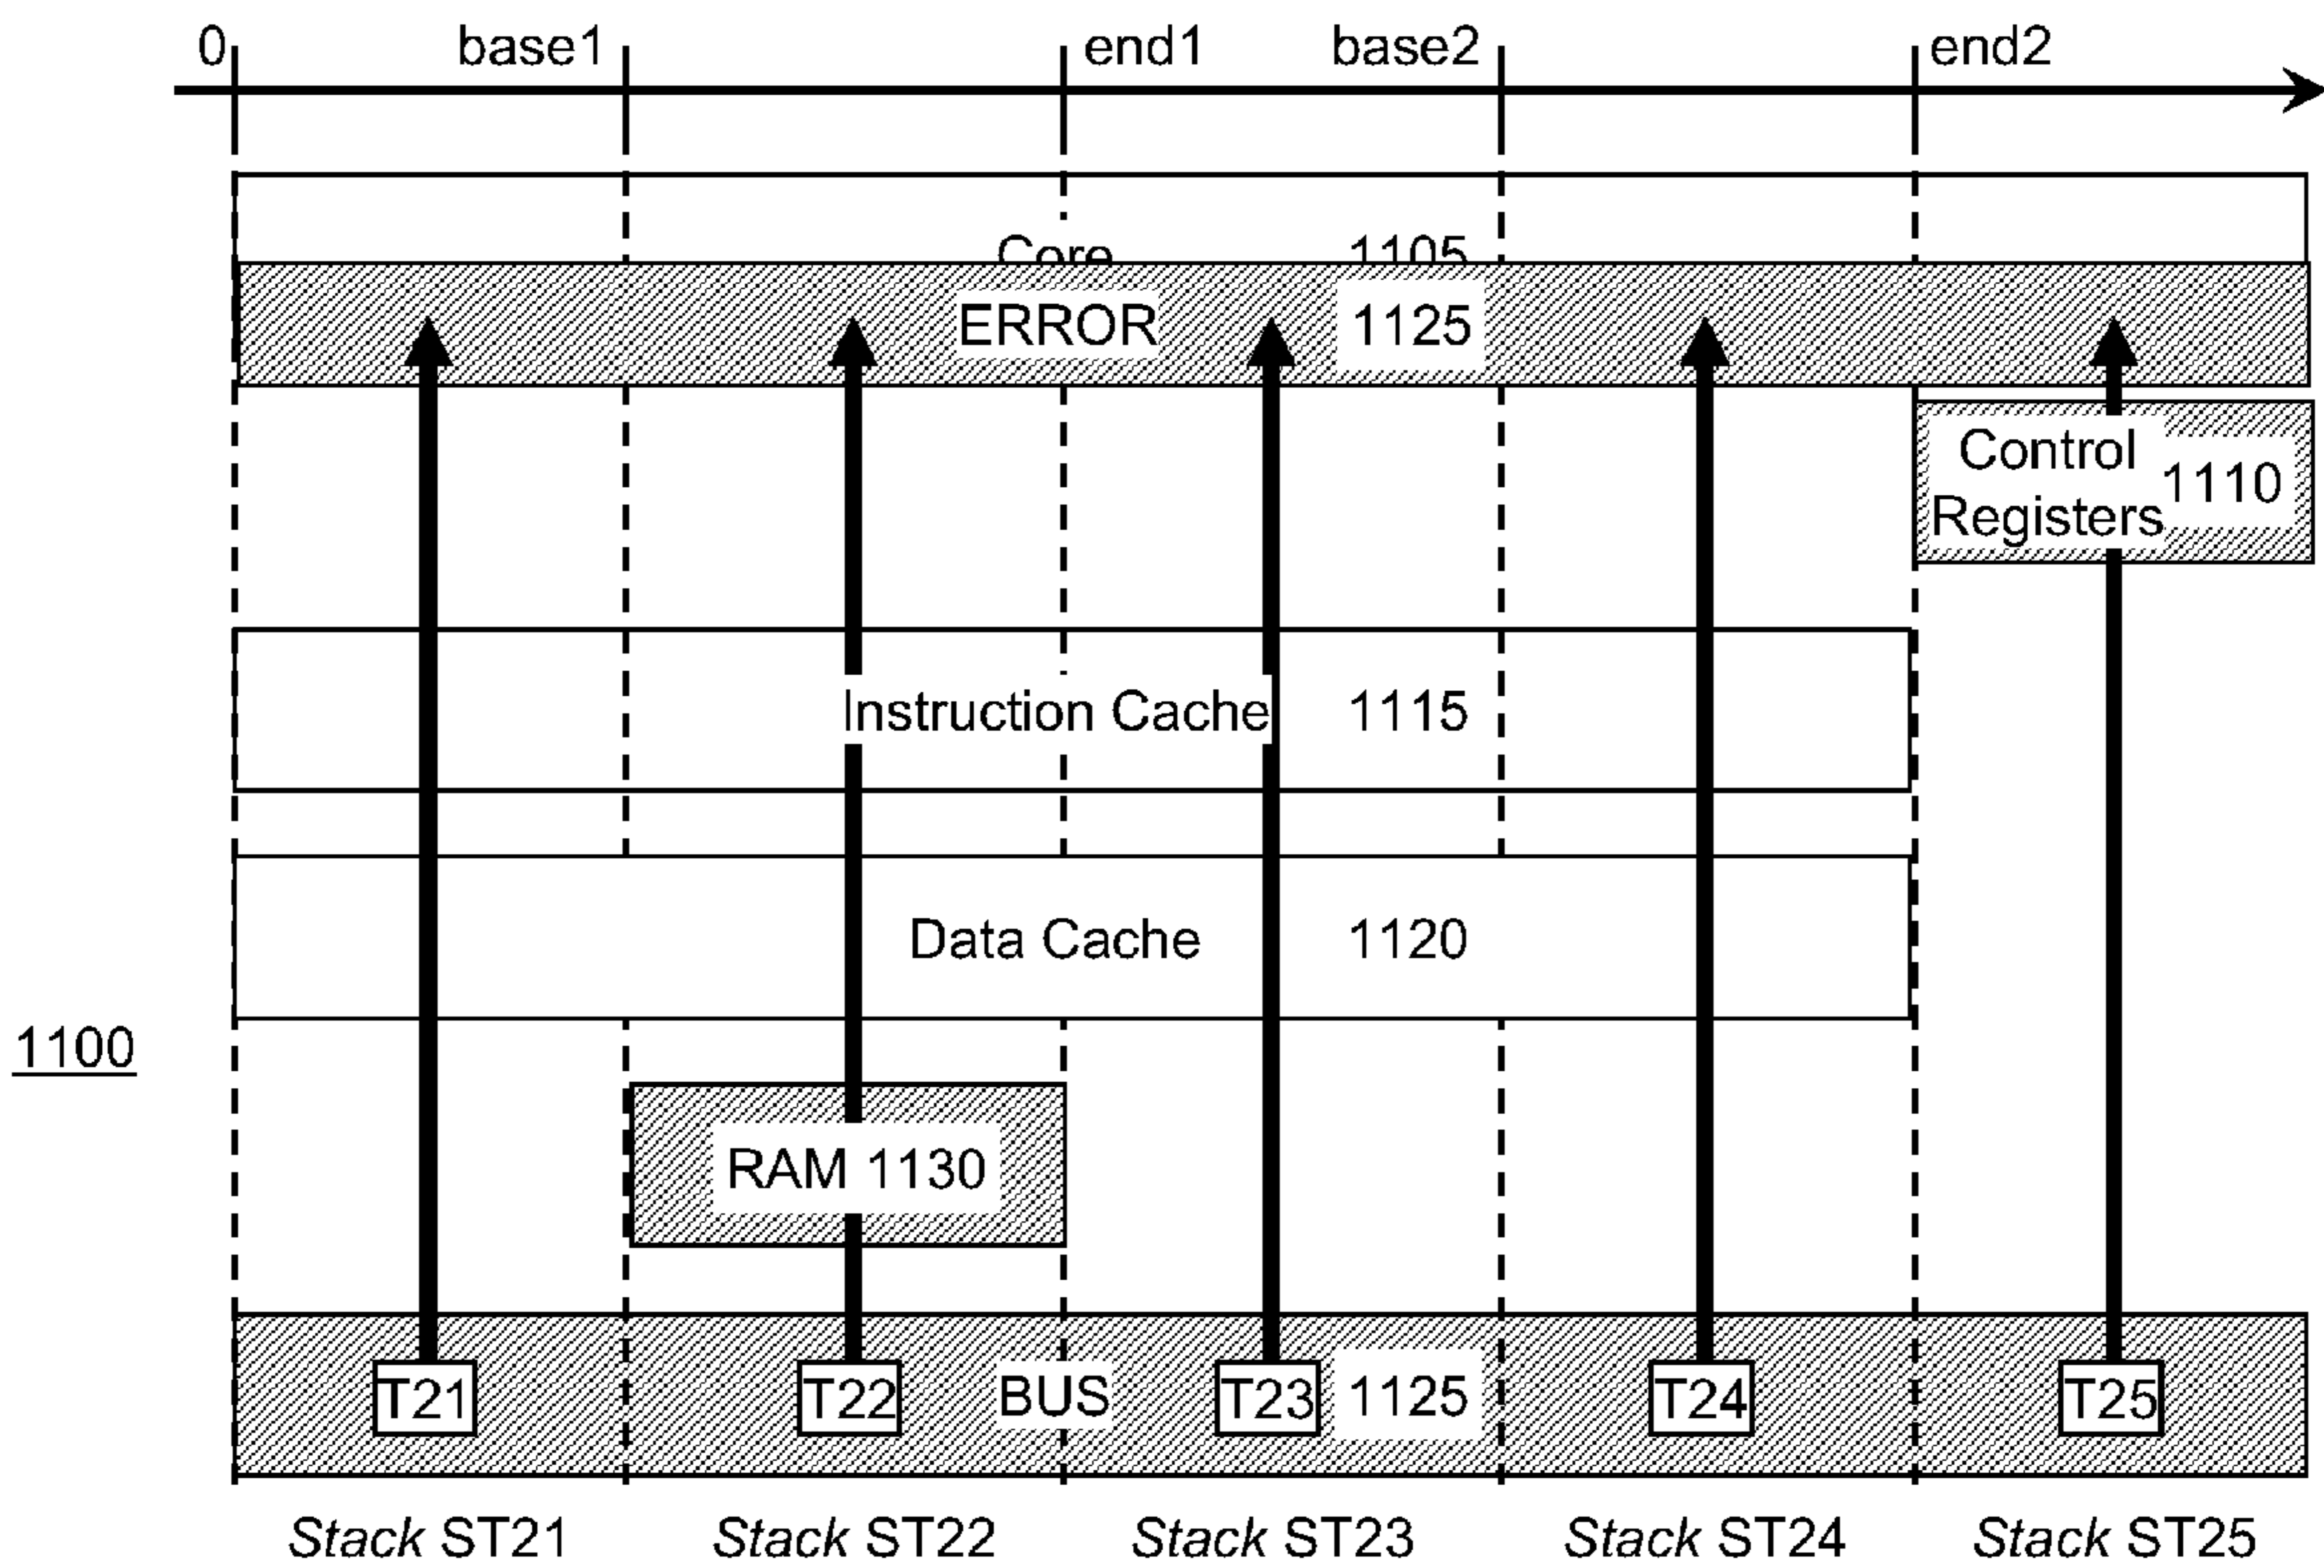 0 base1 end1 base2 end2
Core 1105
ERROR 1125
Control
Registers 1110
Instruction Cache 1115
Data Cache 1120
1100
RAM 1130
T21 T22 BUS T23 1125 T24 T25
Stack ST21 Stack ST22 Stack ST23 Stack ST24 Stack ST25